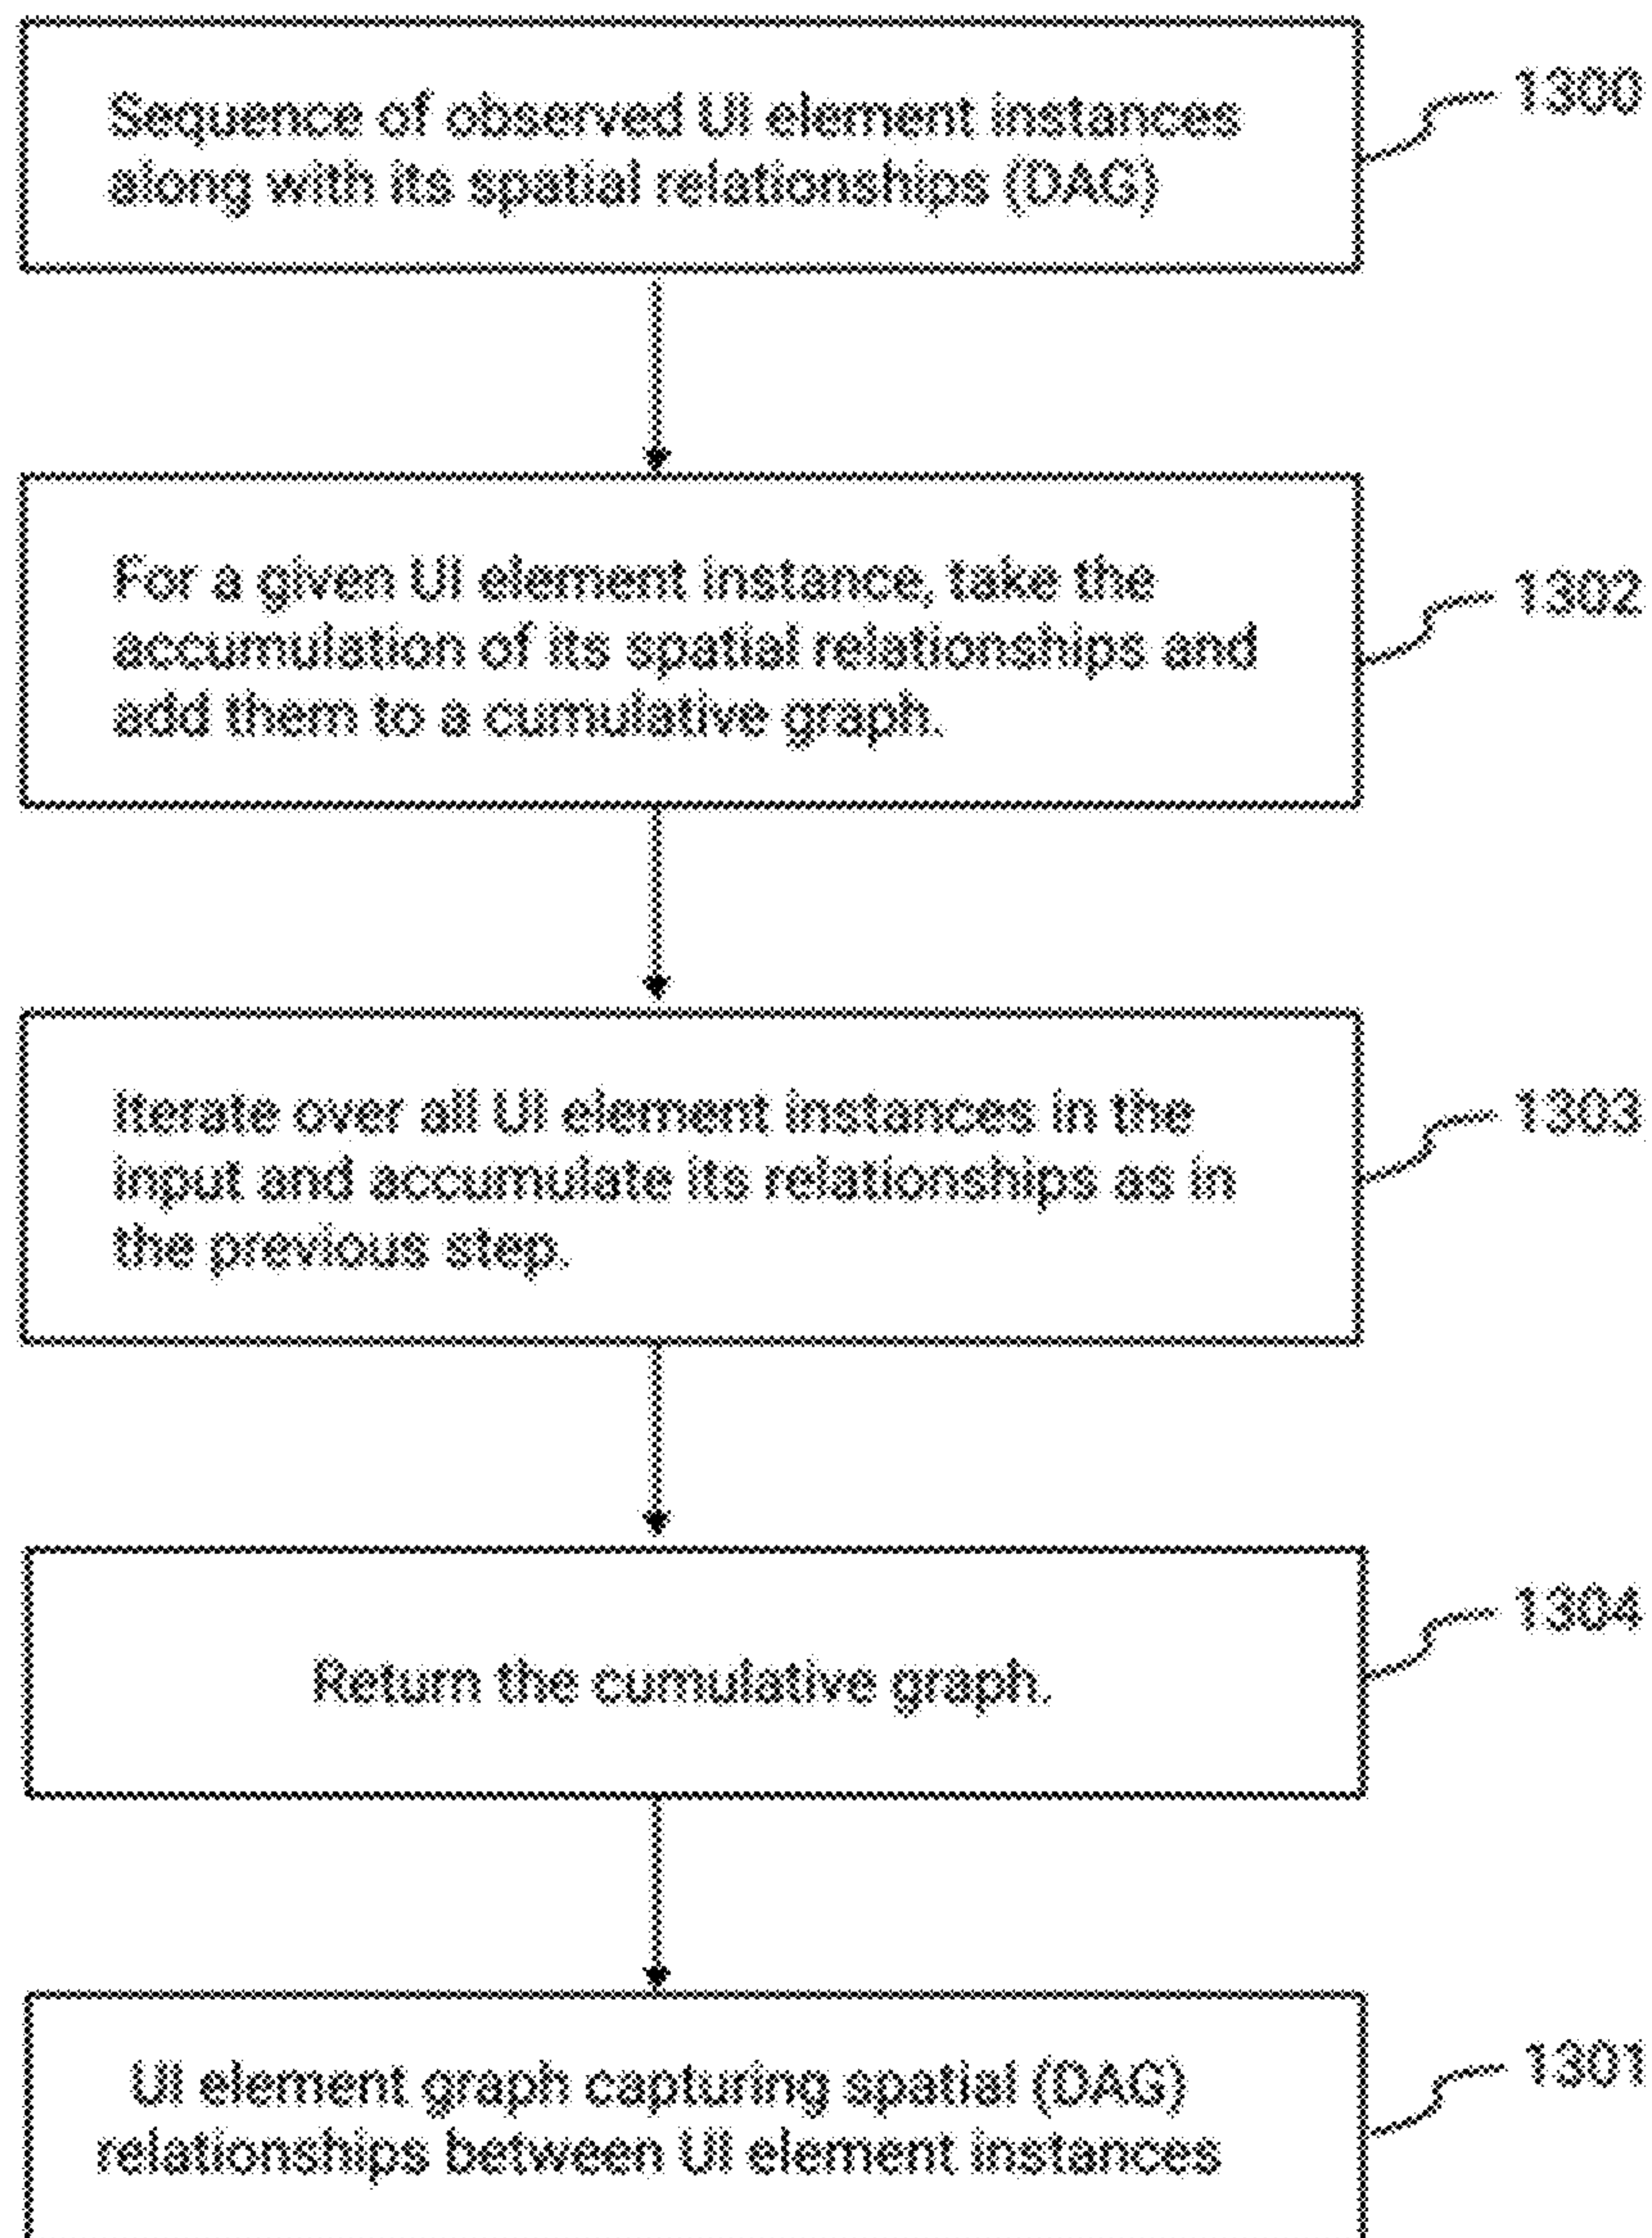 Sequence of observed UI element instances
along with its spatial relationships (DAG)
1300
For a given UI element instance, take the
accumulation of its spatial relationships and
add them to a cumulative graph.
1302
Iterate over all UI element instances in the
input and accumulate its relationships as in
the previous step.
1303
Return the cumulative graph.
1304
UI element graph capturing spatial (DAG)
relationships between UI element instances
1301